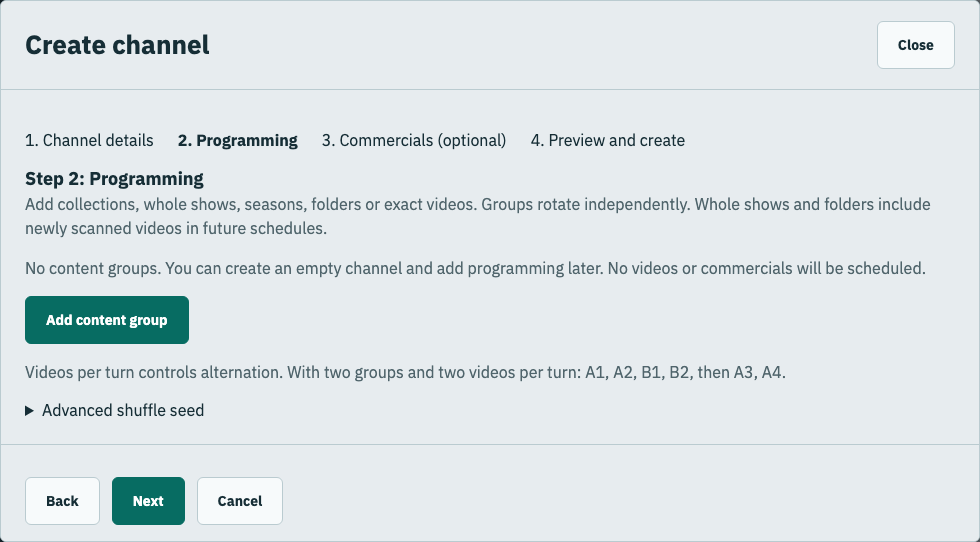 Create channel
Close
1. Channel details
2. Programming
3. Commercials (optional)
4. Preview and create
Step 2: Programming
Add collections, whole shows, seasons, folders or exact videos. Groups rotate independently. Whole shows and folders include
newly scanned videos in future schedules.
No content groups. You can create an empty channel and add programming later. No videos or commercials will be scheduled.
Add content group
Videos per turn controls alternation. With two groups and two videos per turn: A1, A2, B1, B2, then A3, A4.
Advanced shuffle seed
Back
Next
Cancel